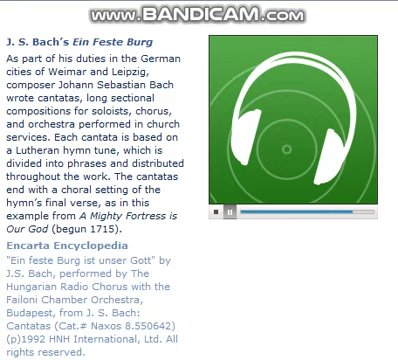 www.BANDICAM.com
J. S. Bach's Ein Feste Burg
As part of his duties in the German
cities of Weimar and Leipzig,
composer Johann Sebastian Bach
wrote cantatas, long sectional
compositions for soloists, chorus,
and orchestra performed in church
services. Each cantata is based on
a Lutheran hymn tune, which is
divided into phrases and distributed
throughout the work. The cantatas
end with a choral setting of the
hymn's final verse, as in this
example from A Mighty Fortress is
Our God (begun 1715).
Encarta Encyclopedia
"Ein feste Burg ist unser Gott" by
J.S. Bach, performed by The
Hungarian Radio Chorus with the
Failoni Chamber Orchestra,
Budapest, from J. S. Bach:
Cantatas (Cat.# Naxos 8.550642)
(p)1992 HNH International, Ltd. All
rights reserved.